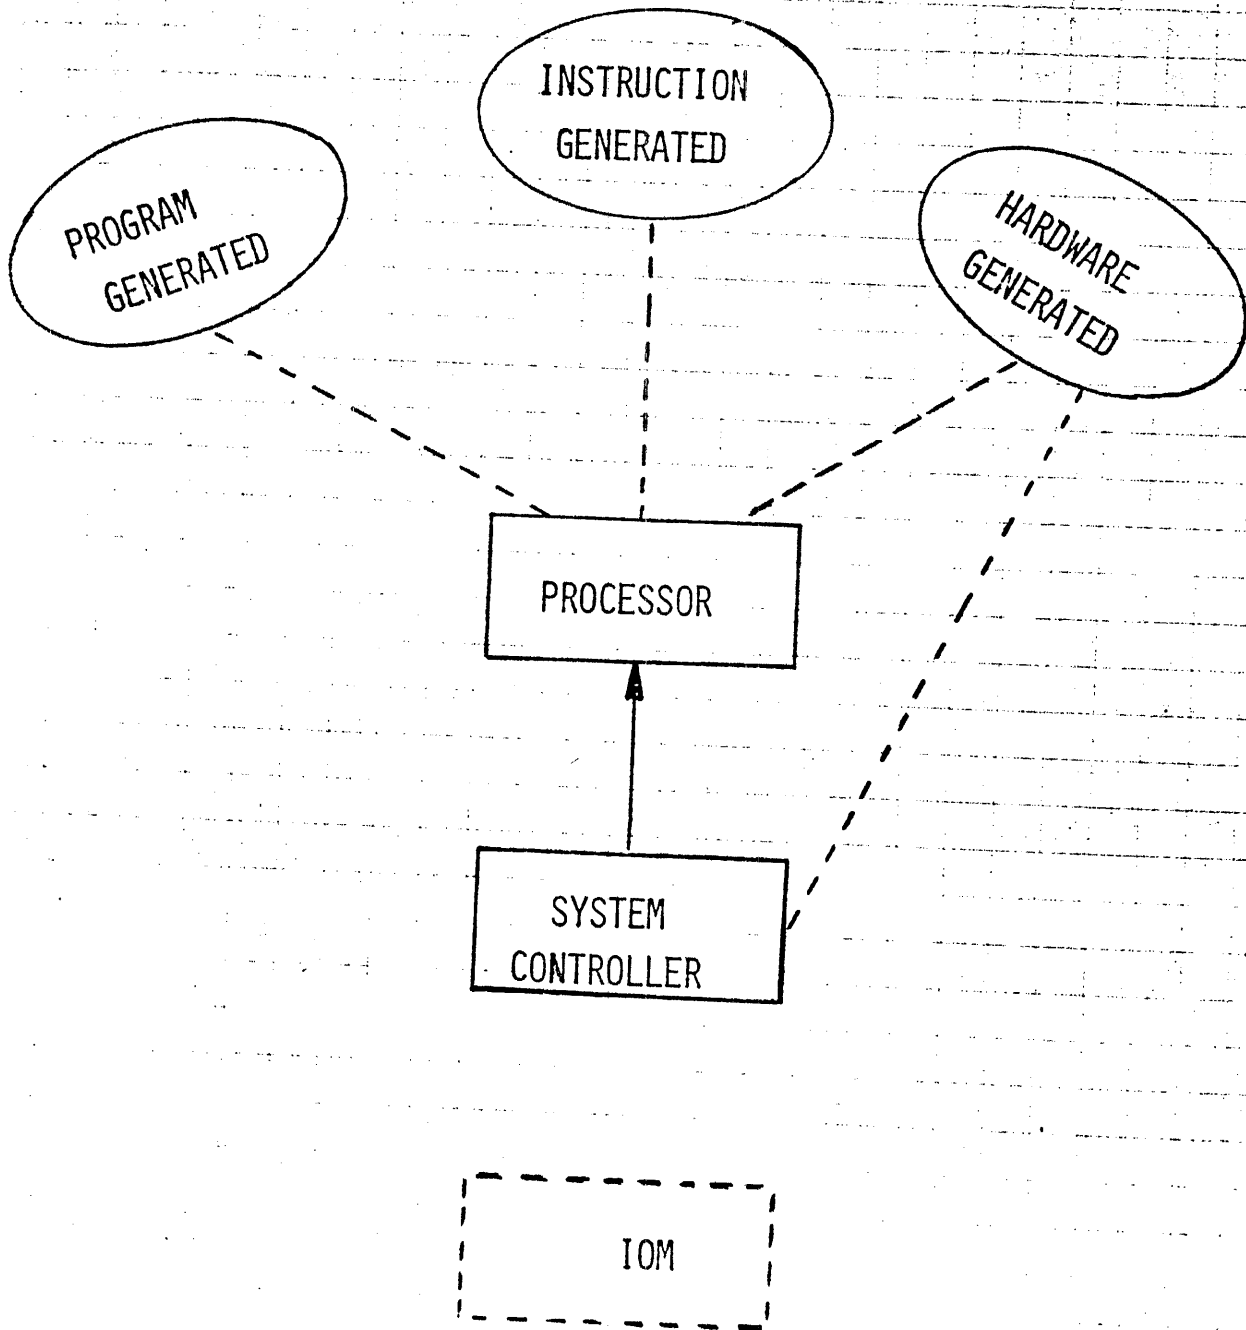 INSTRUCTION
GENERATED
PROGRAM
GENERATED
HARDWARE
GENERATED
PROCESSOR
SYSTEM
CONTROLLER
IOM